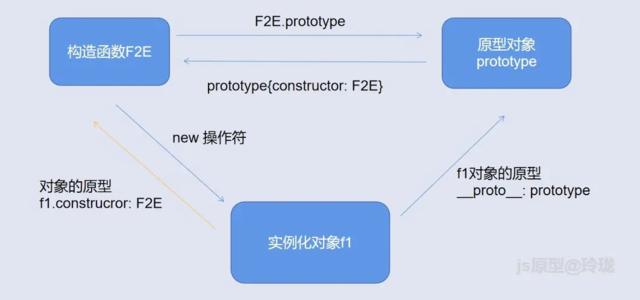 F2E.prototype
构造函数F2E
原型对象
prototype
prototype{constructor: F2E}
new 操作符
对象的原型
f1.construcror: F2E
f1对象的原型
__proto__: prototype
实例化对象f1
js原型@玲珑